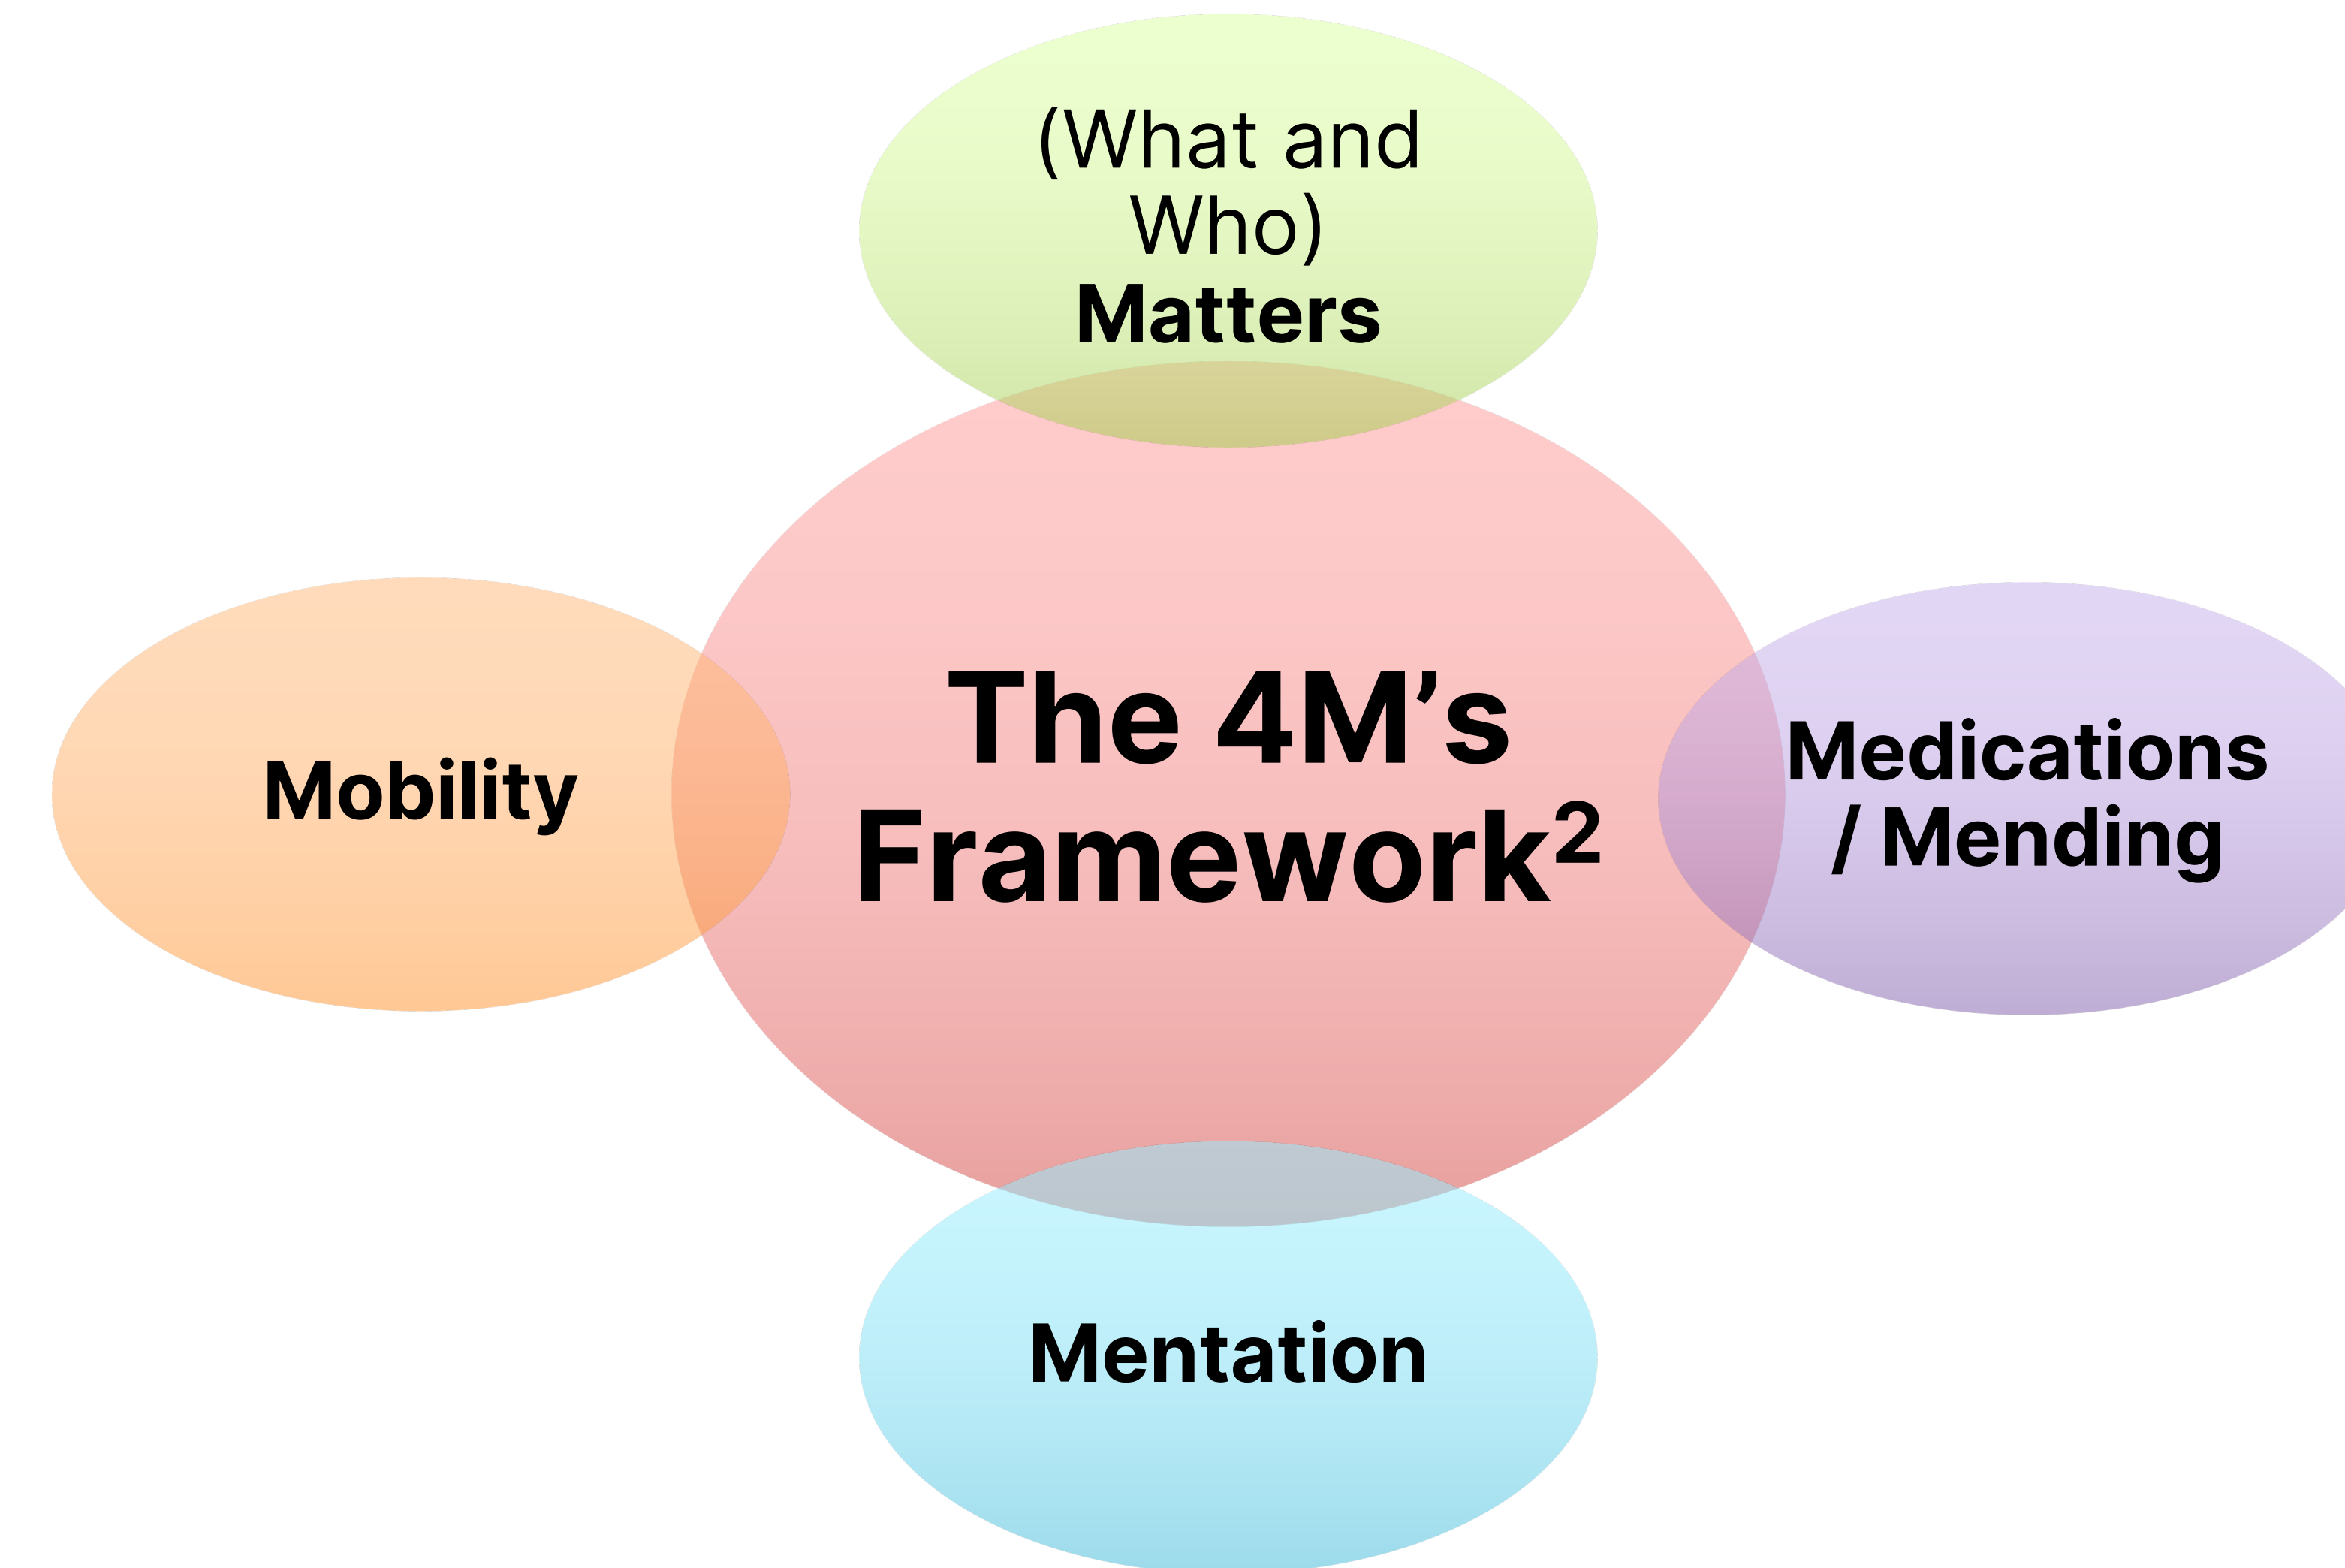 (What and
Who)
Matters
The 4M’s
Framework²
Mobility
Medications
/ Mending
Mentation